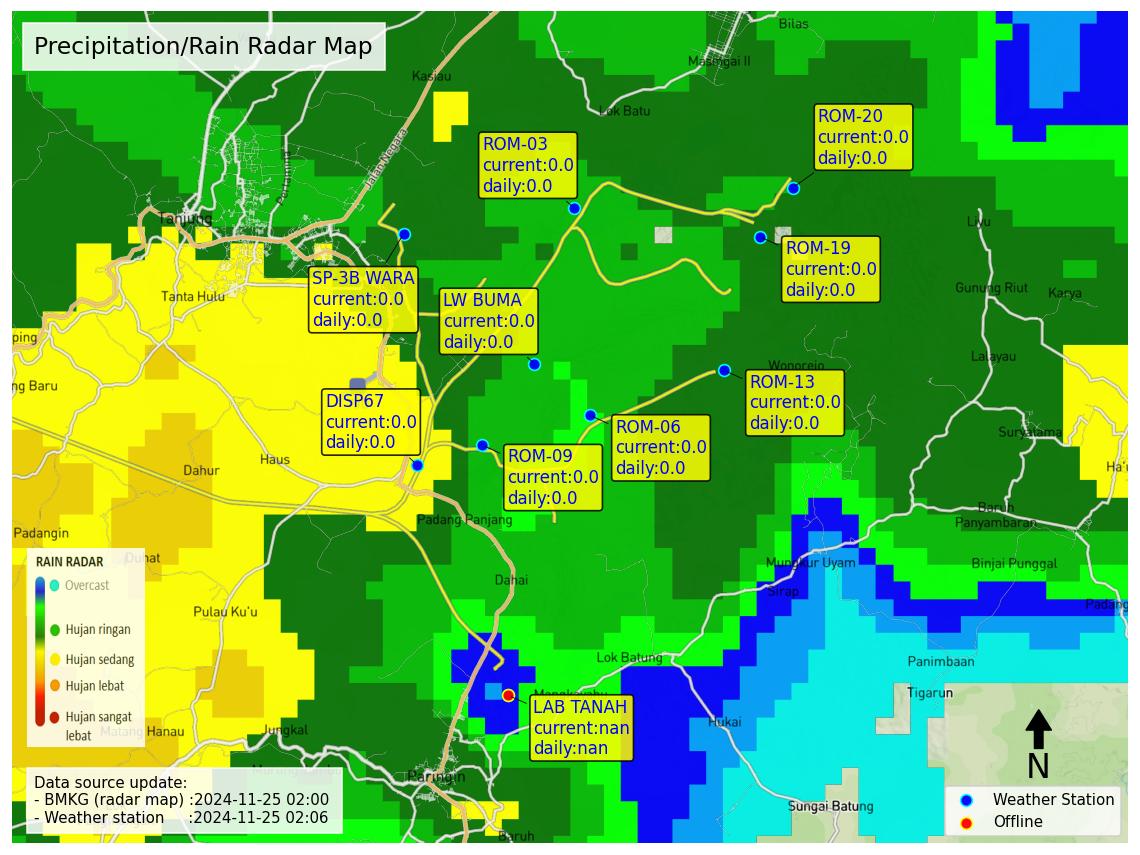 Precipitation/Rain Radar Map
Bilas
Masingai II
Kasiau
Lok Batu
Jalan Negara
ROM-20
current:0.0
daily:0.0
ROM-03
current:0.0
daily:0.0
Tanjung
Liyu
ROM-19
current:0.0
daily:0.0
SP-3B WARA
current:0.0
daily:0.0
LW BUMA
current:0.0
daily:0.0
Tanta Hulu
Gunung Riut
Karya
ping
Lalayau
Wonorejo
ng Baru
ROM-13
current:0.0
daily:0.0
DISP67
current:0.0
daily:0.0
ROM-06
current:0.0
daily:0.0
Suryatama
ROM-09
current:0.0
daily:0.0
Haus
Dahur
Ha'u
Padang Panjang
Baruh
Panyambaran
Padangin
Dahai
Mungkur Uyam
Binjai Punggal
Sirap
Padang
RAIN RADAR
Overcast
Hujan ringan
Hujan sedang
Hujan lebat
Hujan sangat
lebat
Duhat
Pulau Ku'u
Lok Batung
Panimbaan
Tigarun
LAB TANAH
current:nan
daily:nan
Hukai
Matang Hanau
Jungkal
Paringin
Sungai Batung
Baruh
N
Data source update:
- BMKG (radar map) :2024-11-25 02:00
- Weather station :2024-11-25 02:06
Weather Station
Offline